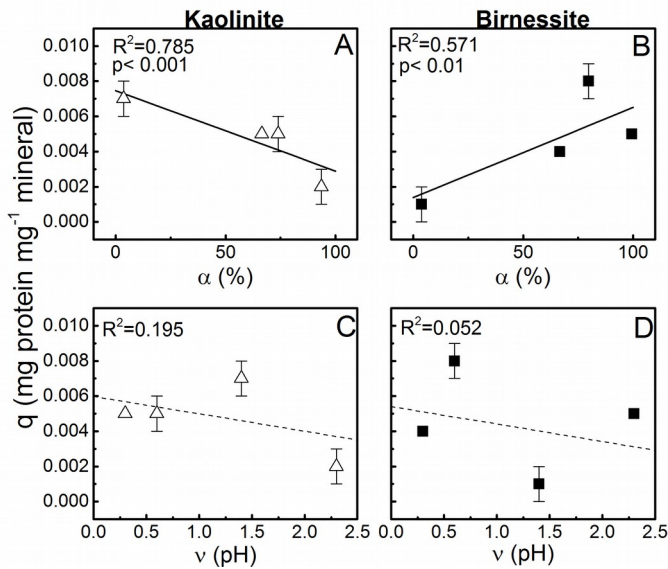 Kaolinite
Birnessite
q (mg protein mg⁻¹ mineral)
A
R²=0.785
p< 0.001
0.010
0.008
0.006
0.004
0.002
0.000
0 50 100
α (%)
B
R²=0.571
p< 0.01
0 50 100
α (%)
C
R²=0.195
0.010
0.008
0.006
0.004
0.002
0.000
0.0 0.5 1.0 1.5 2.0 2.5
ν (pH)
D
R²=0.052
0.0 0.5 1.0 1.5 2.0 2.5
ν (pH)